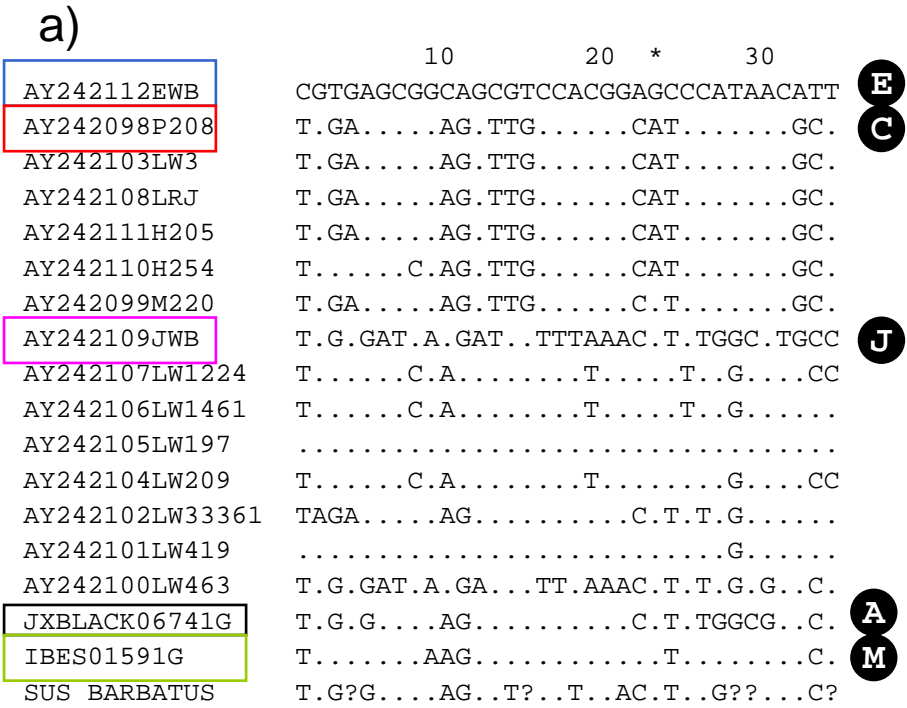 a)
10 20 * 30
AY242112EWB CGTGAGCGGCAGCGTCCACGGAGCCCATAACATT E
AY242098P208 T.GA.....AG.TTG......CAT.......GC. C
AY242103LW3 T.GA.....AG.TTG......CAT.......GC.
AY242108LRJ T.GA.....AG.TTG......CAT.......GC.
AY242111H205 T.GA.....AG.TTG......CAT.......GC.
AY242110H254 T......C.AG.TTG......CAT.......GC.
AY242099M220 T.GA.....AG.TTG......C.T.......GC.
AY242109JWB T.G.GAT.A.GAT..TTTAAAC.T.TGGC.TGCC J
AY242107LW1224 T......C.A........T.....T..G....CC
AY242106LW1461 T......C.A........T.....T..G......
AY242105LW197 ..................................
AY242104LW209 T......C.A........T........G....CC
AY242102LW33361 TAGA.....AG..........C.T.T.G......
AY242101LW419 ...........................G......
AY242100LW463 T.G.GAT.A.GA...TT.AAAC.T.T.G.G..C.
JXBLACK06741G T.G.G....AG..........C.T.TGGCG..C. A
IBES01591G T.......AAG............T........C. M
SUS BARBATUS T.G?G....AG..T?..T..AC.T..G??...C?